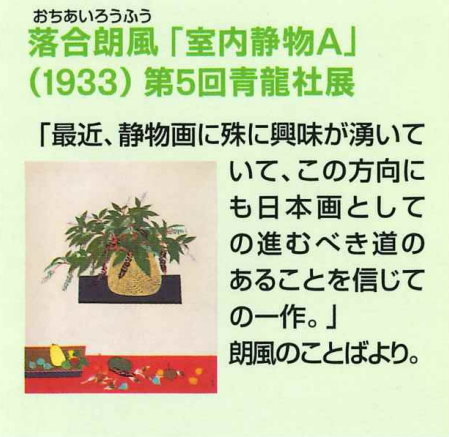 おちあいろうふう
落合朗風「室内静物A」
（1933）第5回青龍社展
「最近、静物画に殊に興味が湧いて
いて、この方向に
も日本画として
の進むべき道の
あることを信じて
の一作。」
朗風のことばより。